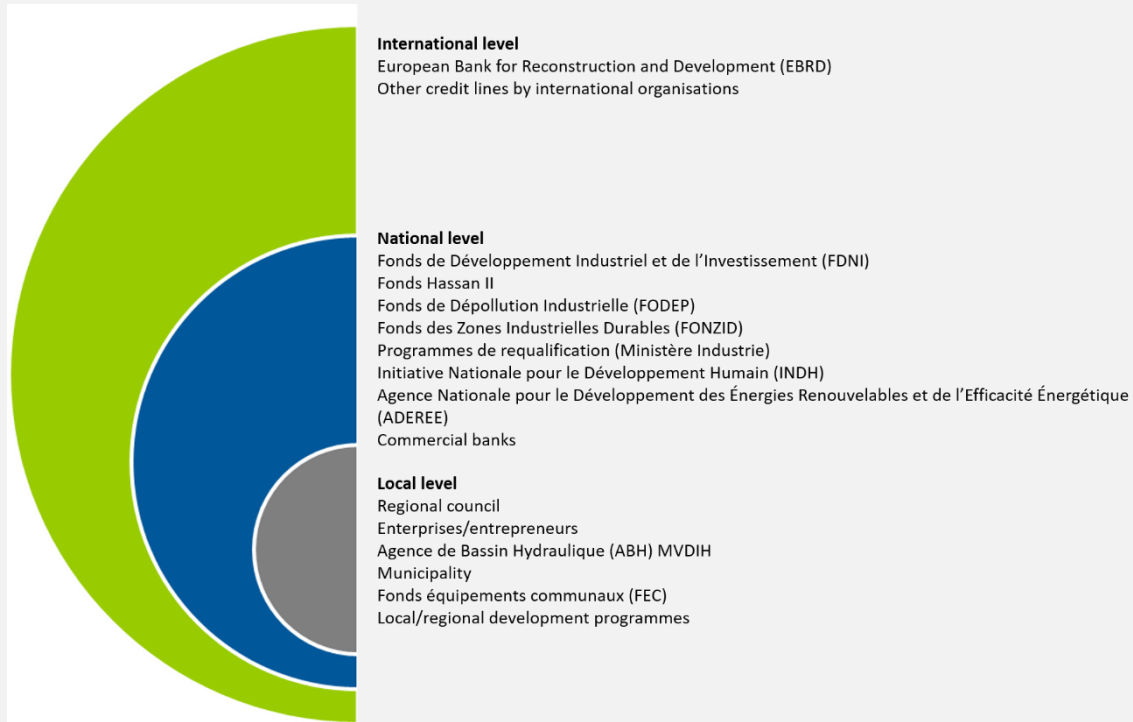 International level
European Bank for Reconstruction and Development (EBRD)
Other credit lines by international organisations
National level
Fonds de Développement Industriel et de l’Investissement (FDNI)
Fonds Hassan II
Fonds de Dépollution Industrielle (FODEP)
Fonds des Zones Industrielles Durables (FONZID)
Programmes de requalification (Ministère Industrie)
Initiative Nationale pour le Développement Humain (INDH)
Agence Nationale pour le Développement des Énergies Renouvelables et de l’Efficacité Énergétique
(ADEREE)
Commercial banks
Local level
Regional council
Enterprises/entrepreneurs
Agence de Bassin Hydraulique (ABH) MVDIH
Municipality
Fonds équipements communaux (FEC)
Local/regional development programmes